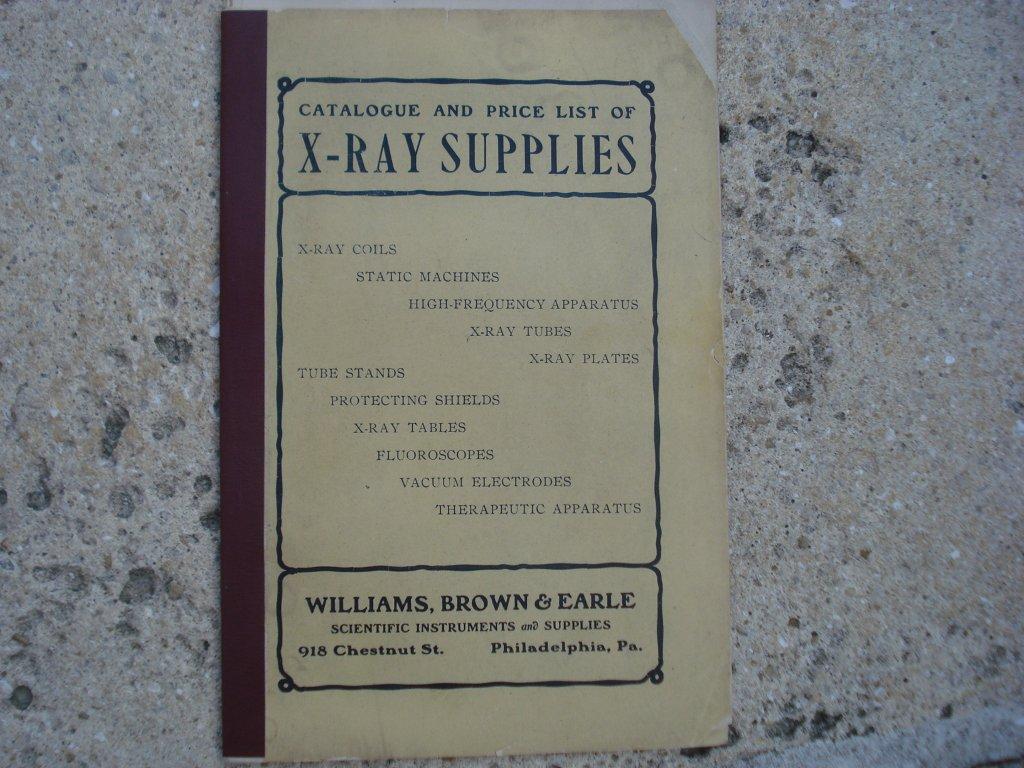 CATALOGUE AND PRICE LIST OF
X-RAY SUPPLIES
X-RAY COILS
STATIC MACHINES
HIGH-FREQUENCY APPARATUS
X-RAY TUBES
X-RAY PLATES
TUBE STANDS
PROTECTING SHIELDS
X-RAY TABLES
FLUOROSCOPES
VACUUM ELECTRODES
THERAPEUTIC APPARATUS
WILLIAMS, BROWN & EARLE
SCIENTIFIC INSTRUMENTS and SUPPLIES
918 Chestnut St. Philadelphia, Pa.